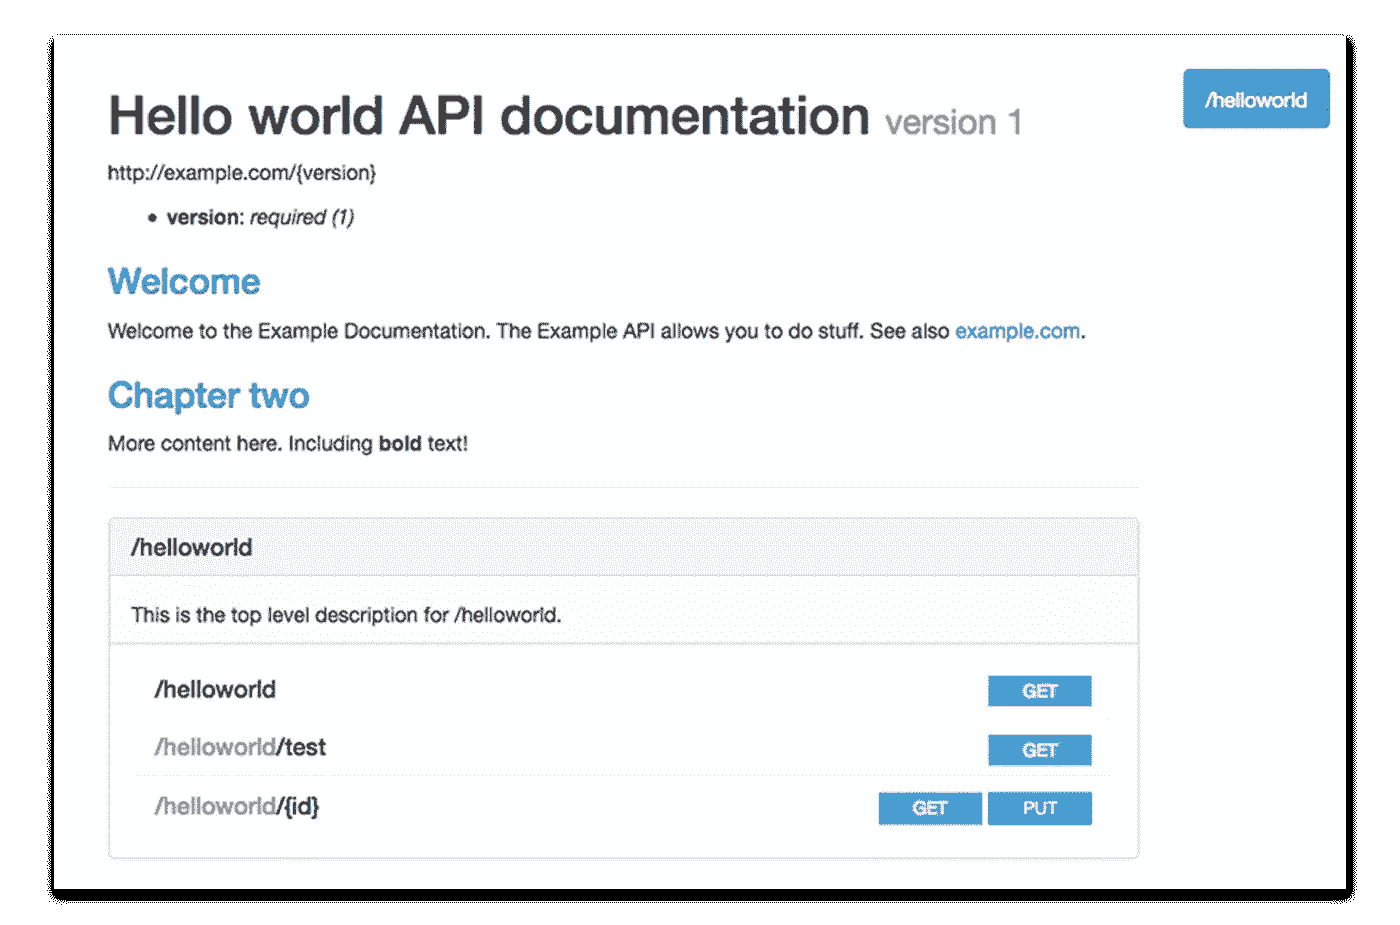 Hello world API documentation version 1
/helloworld
http://example.com/{version}
• version: required (1)
Welcome
Welcome to the Example Documentation. The Example API allows you to do stuff. See also example.com.
Chapter two
More content here. Including bold text!
/helloworld
This is the top level description for /helloworld.
/helloworld GET
/helloworld/test GET
/helloworld/{id} GET PUT